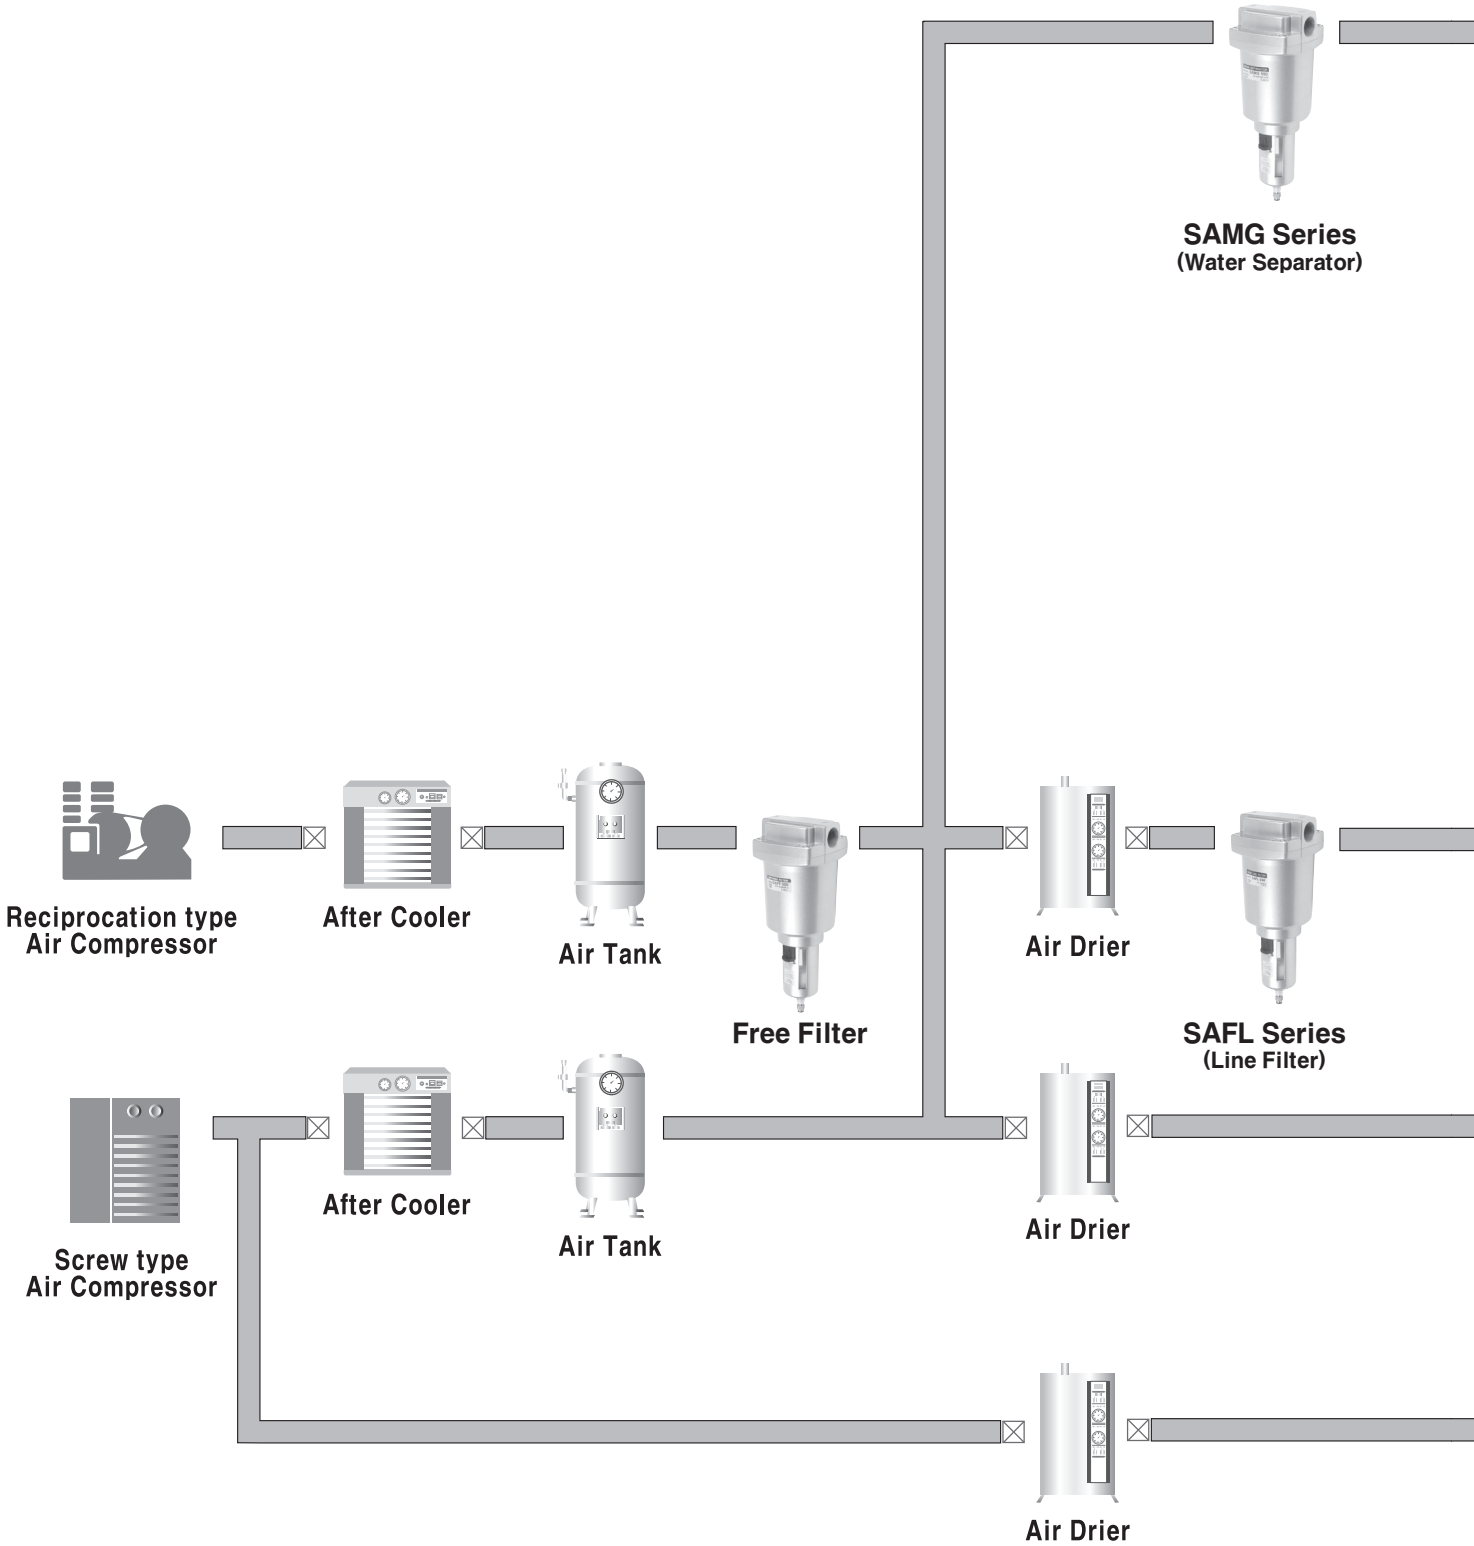 SAMG Series
(Water Separator)
Reciprocation type
Air Compressor
After Cooler
Air Tank
Free Filter
Air Drier
SAFL Series
(Line Filter)
Screw type
Air Compressor
After Cooler
Air Tank
Air Drier
Air Drier